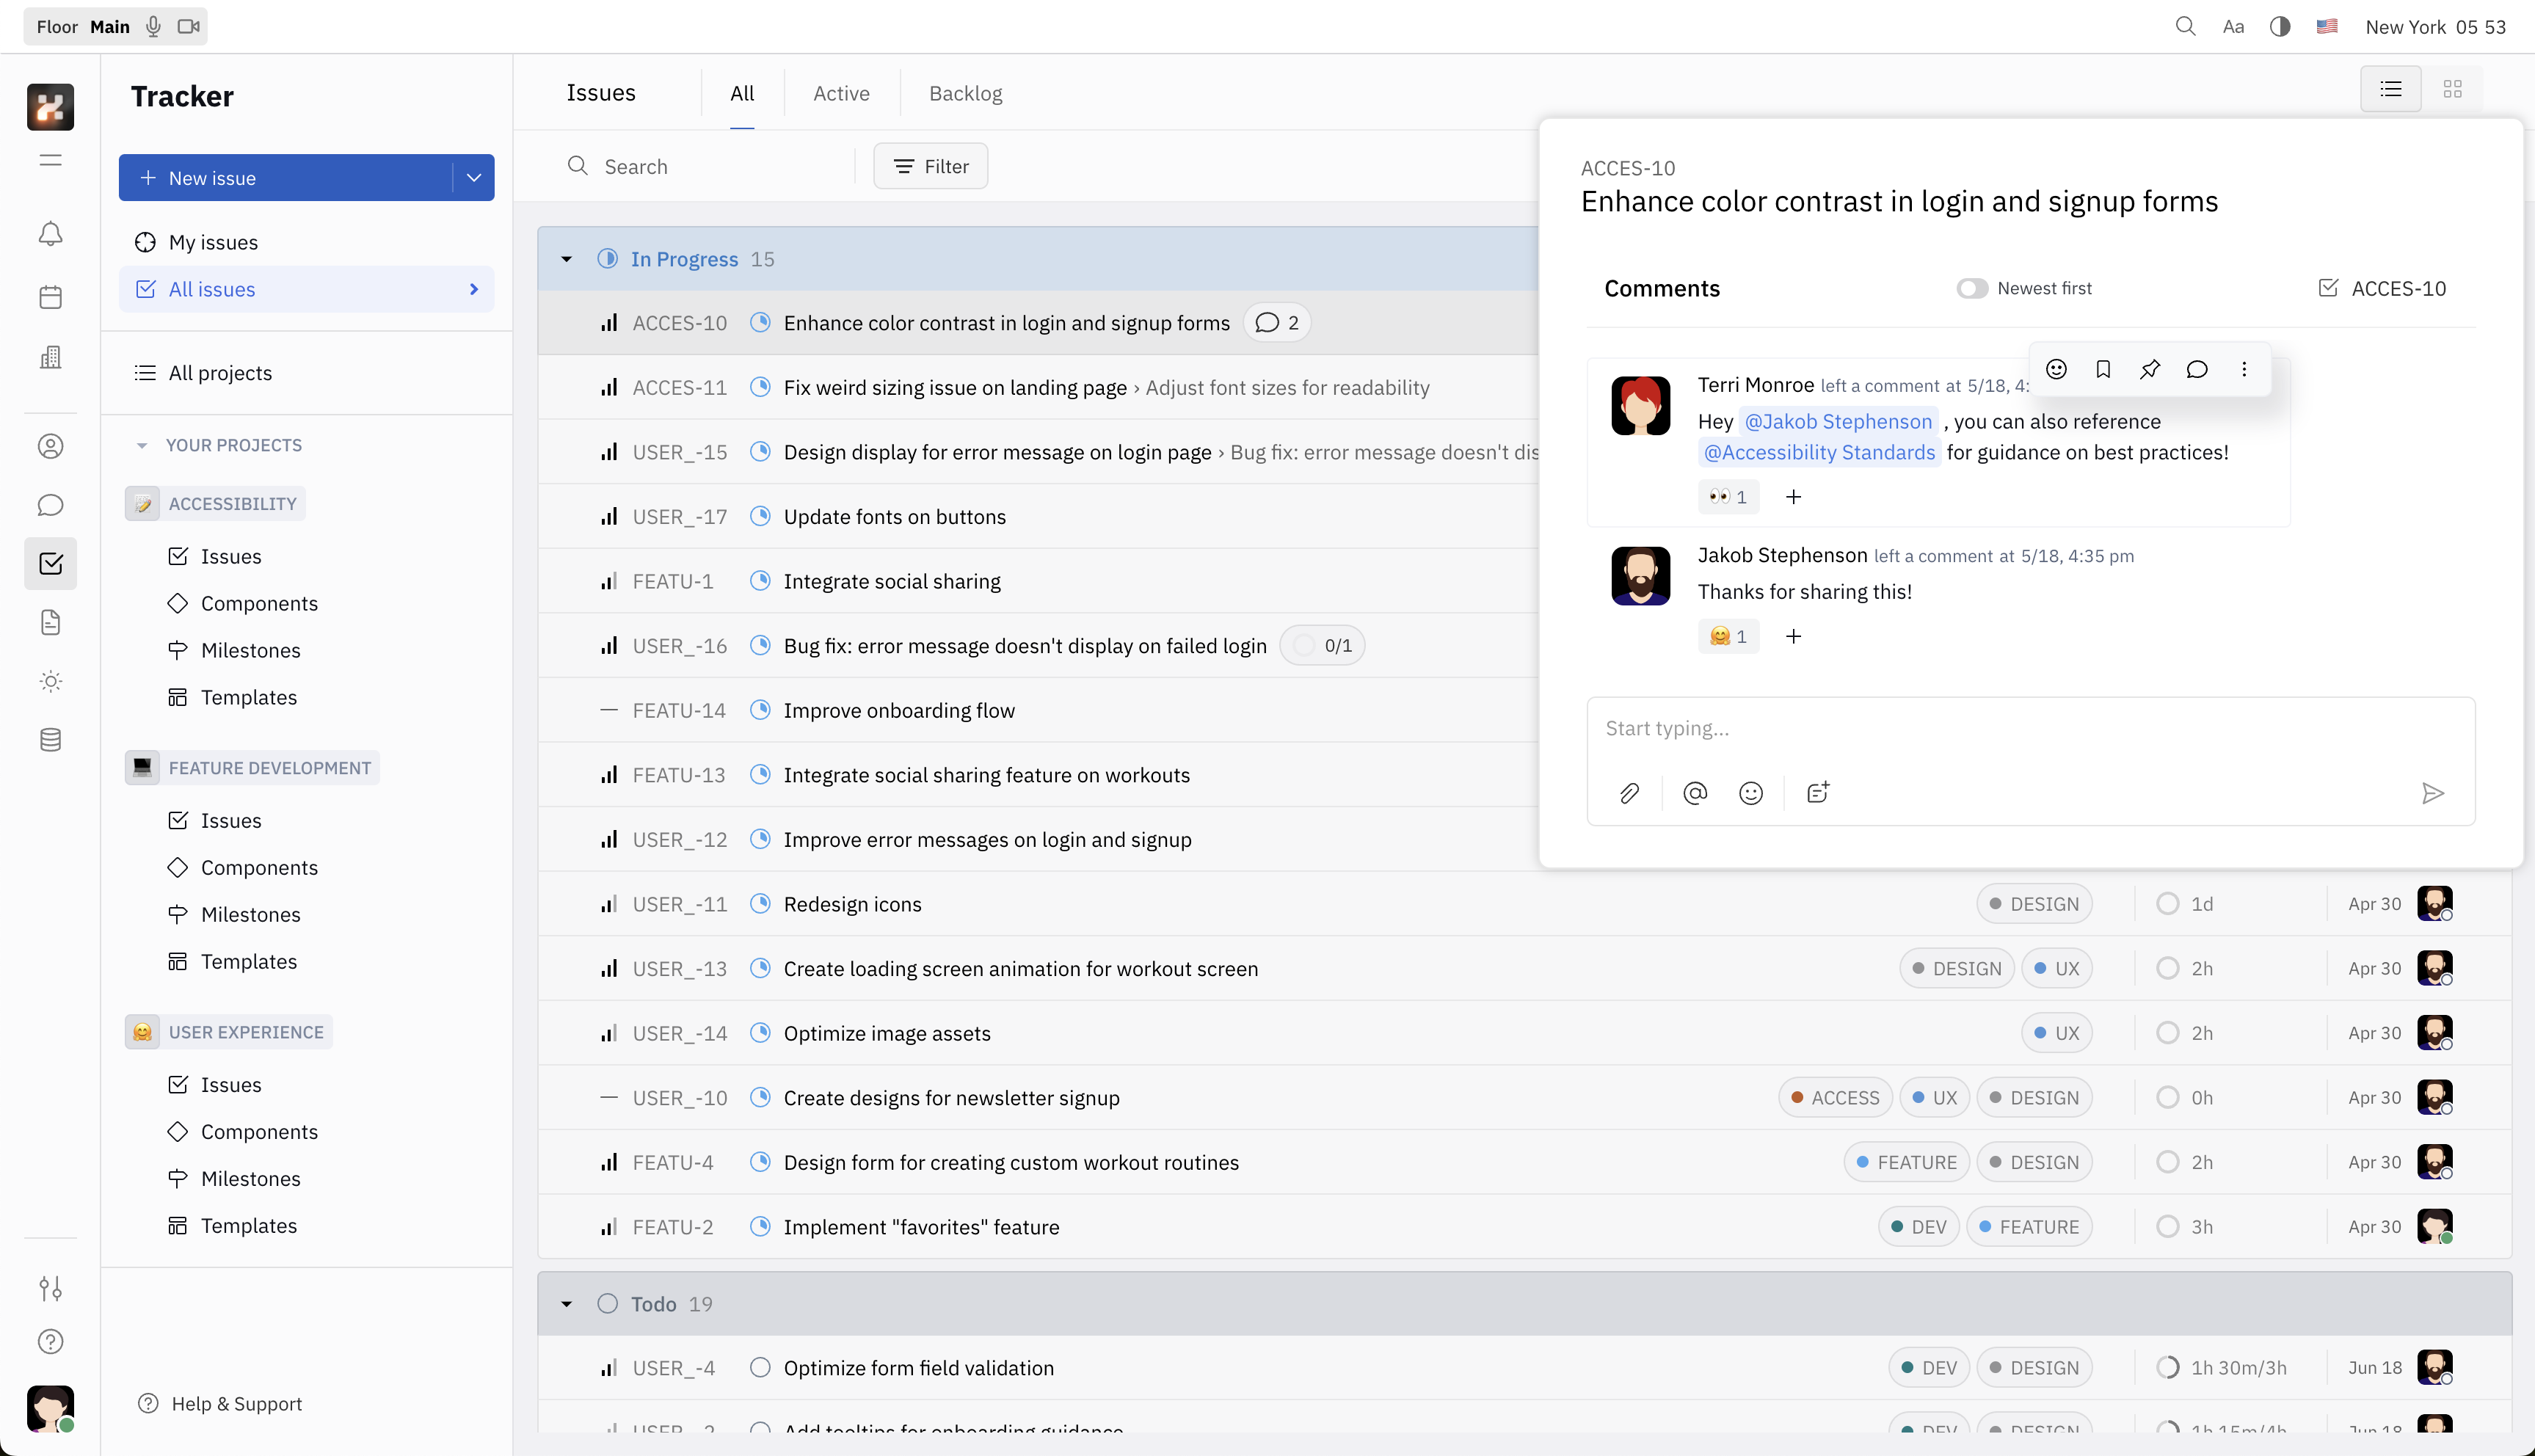 Floor Main
Aa
New York 05 53
Tracker
New issue
My issues
All issues
All projects
YOUR PROJECTS
ACCESSIBILITY
Issues
Components
Milestones
Templates
FEATURE DEVELOPMENT
Issues
Components
Milestones
Templates
USER EXPERIENCE
Issues
Components
Milestones
Templates
Help & Support
Issues
All
Active
Backlog
Search
Filter
In Progress 15
ACCES-10 Enhance color contrast in login and signup forms 2
ACCES-11 Fix weird sizing issue on landing page › Adjust font sizes for readability
USER_-15 Design display for error message on login page › Bug fix: error message doesn't dis
USER_-17 Update fonts on buttons
FEATU-1 Integrate social sharing
USER_-16 Bug fix: error message doesn't display on failed login 0/1
FEATU-14 Improve onboarding flow
FEATU-13 Integrate social sharing feature on workouts
USER_-12 Improve error messages on login and signup
USER_-11 Redesign icons DESIGN 1d Apr 30
USER_-13 Create loading screen animation for workout screen DESIGN UX 2h Apr 30
USER_-14 Optimize image assets UX 2h Apr 30
USER_-10 Create designs for newsletter signup ACCESS UX DESIGN 0h Apr 30
FEATU-4 Design form for creating custom workout routines FEATURE DESIGN 2h Apr 30
FEATU-2 Implement "favorites" feature DEV FEATURE 3h Apr 30
Todo 19
USER_-4 Optimize form field validation DEV DESIGN 1h 30m/3h Jun 18
Add tooltips for onboarding guidance DEV DESIGN 1h 15m/4h Jun 18
ACCES-10
Enhance color contrast in login and signup forms
Comments
Newest first
ACCES-10
Terri Monroe left a comment at 5/18, 4:
Hey @Jakob Stephenson , you can also reference
@Accessibility Standards for guidance on best practices!
1 +
Jakob Stephenson left a comment at 5/18, 4:35 pm
Thanks for sharing this!
1 +
Start typing...